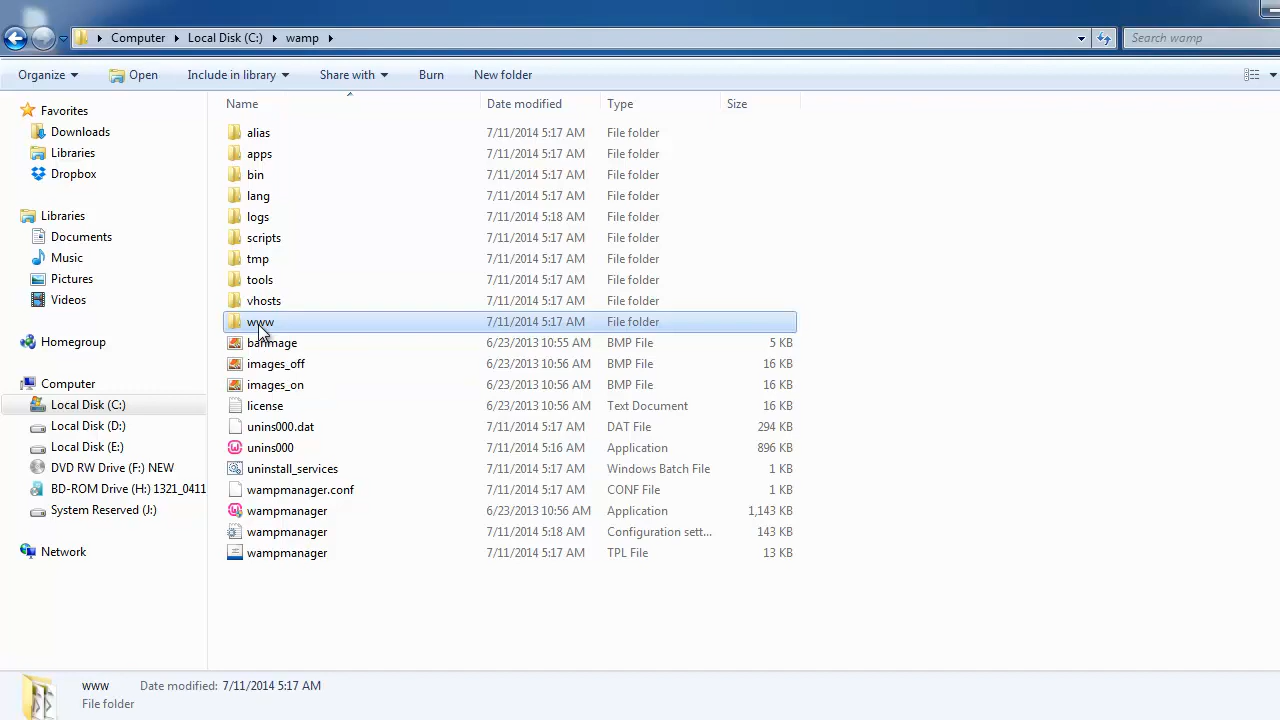 Computer Local Disk (C:) wamp Search wamp
Organize Open Include in library Share with Burn New folder
Name Date modified Type Size
Favorites
Downloads
Libraries
Dropbox
Libraries
Documents
Music
Pictures
Videos
Homegroup
Computer
Local Disk (C:)
Local Disk (D:)
Local Disk (E:)
DVD RW Drive (F:) NEW
BD-ROM Drive (H:) 1321_0411
System Reserved (J:)
Network
alias 7/11/2014 5:17 AM File folder
apps 7/11/2014 5:17 AM File folder
bin 7/11/2014 5:17 AM File folder
lang 7/11/2014 5:17 AM File folder
logs 7/11/2014 5:18 AM File folder
scripts 7/11/2014 5:17 AM File folder
tmp 7/11/2014 5:17 AM File folder
tools 7/11/2014 5:17 AM File folder
vhosts 7/11/2014 5:17 AM File folder
www 7/11/2014 5:17 AM File folder
6/23/2013 10:55 AM BMP File 5 KB
images_off 6/23/2013 10:56 AM BMP File 16 KB
images_on 6/23/2013 10:56 AM BMP File 16 KB
license 6/23/2013 10:56 AM Text Document 16 KB
unins000.dat 7/11/2014 5:17 AM DAT File 294 KB
unins000 7/11/2014 5:16 AM Application 896 KB
uninstall_services 7/11/2014 5:17 AM Windows Batch File 1 KB
wampmanager.conf 7/11/2014 5:17 AM CONF File 1 KB
wampmanager 6/23/2013 10:56 AM Application 1,143 KB
wampmanager 7/11/2014 5:18 AM Configuration sett... 143 KB
wampmanager 7/11/2014 5:17 AM TPL File 13 KB
www Date modified: 7/11/2014 5:17 AM
File folder